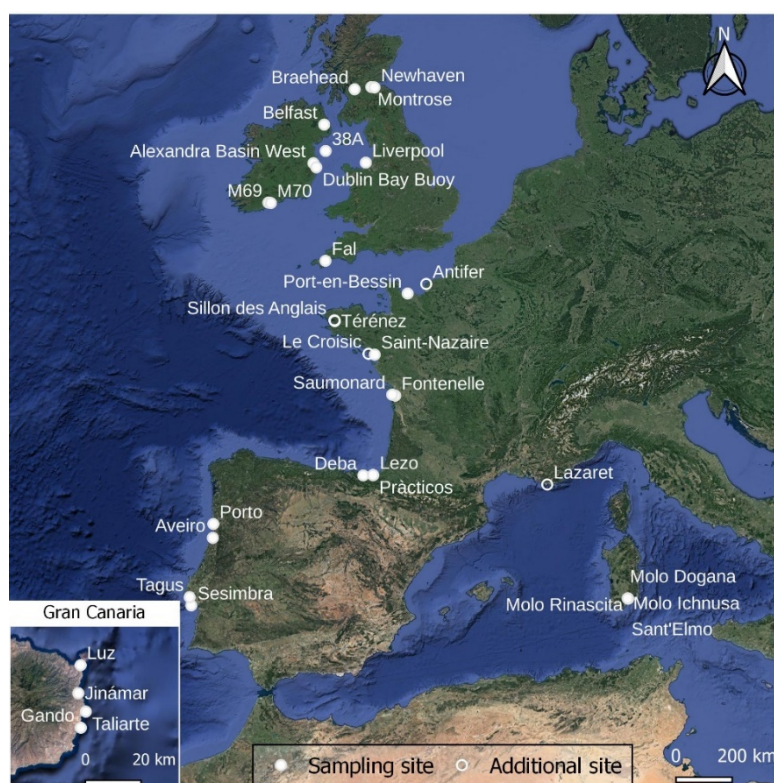 N
Braehead
Newhaven
Montrose
Belfast
38A
Alexandra Basin West
Liverpool
Dublin Bay Buoy
M69
M70
Fal
Antifer
Port-en-Bessin
Sillon des Anglais
Térénez
Le Croisic
Saint-Nazaire
Saumonard
Fontenelle
Deba
Lezo
Pràcticos
Lazaret
Porto
Aveiro
Tagus
Sesimbra
Molo Dogana
Molo Rinascita
Molo Ichnusa
Sant'Elmo
Gran Canaria
Luz
Jinámar
Gando
Taliarte
0 20 km
Sampling site
Additional site
0 200 km